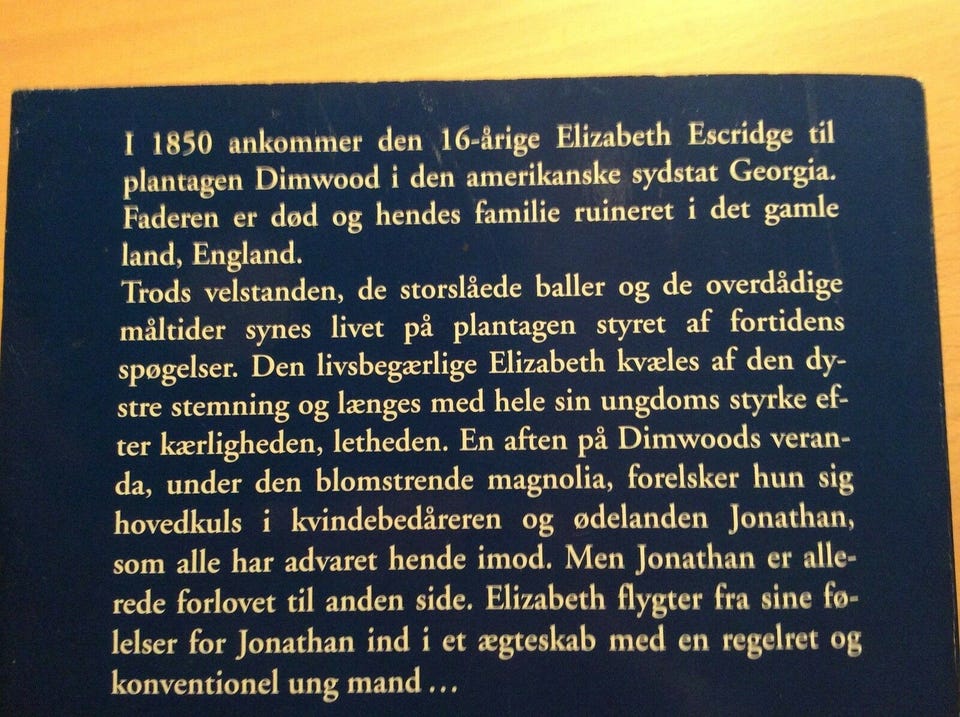 I 1850 ankommer den 16-årige Elizabeth Escridge til
plantagen Dimwood i den amerikanske sydstat Georgia.
Faderen er død og hendes familie ruineret i det gamle
land, England.
Trods velstanden, de storslåede baller og de overdådige
måltider synes livet på plantagen styret af fortidens
spøgelser. Den livsbegærlige Elizabeth kvæles af den dy-
stre stemning og længes med hele sin ungdoms styrke ef-
ter kærligheden, letheden. En aften på Dimwoods veran-
da, under den blomstrende magnolia, forelsker hun sig
hovedkuls i kvindebedåreren og ødelanden Jonathan,
som alle har advaret hende imod. Men Jonathan er alle-
rede forlovet til anden side. Elizabeth flygter fra sine fø-
lelser for Jonathan ind i et ægteskab med en regelret og
konventionel ung mand ...